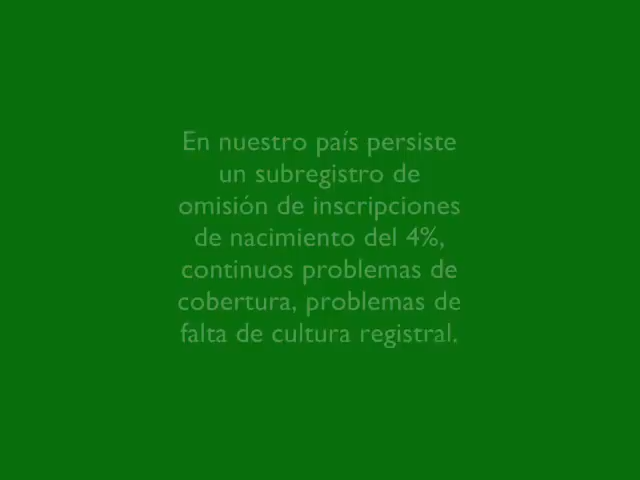 En nuestro país persiste
un subregistro de
omisión de inscripciones
de nacimiento del 4%,
continuos problemas de
cobertura, problemas de
falta de cultura registral.